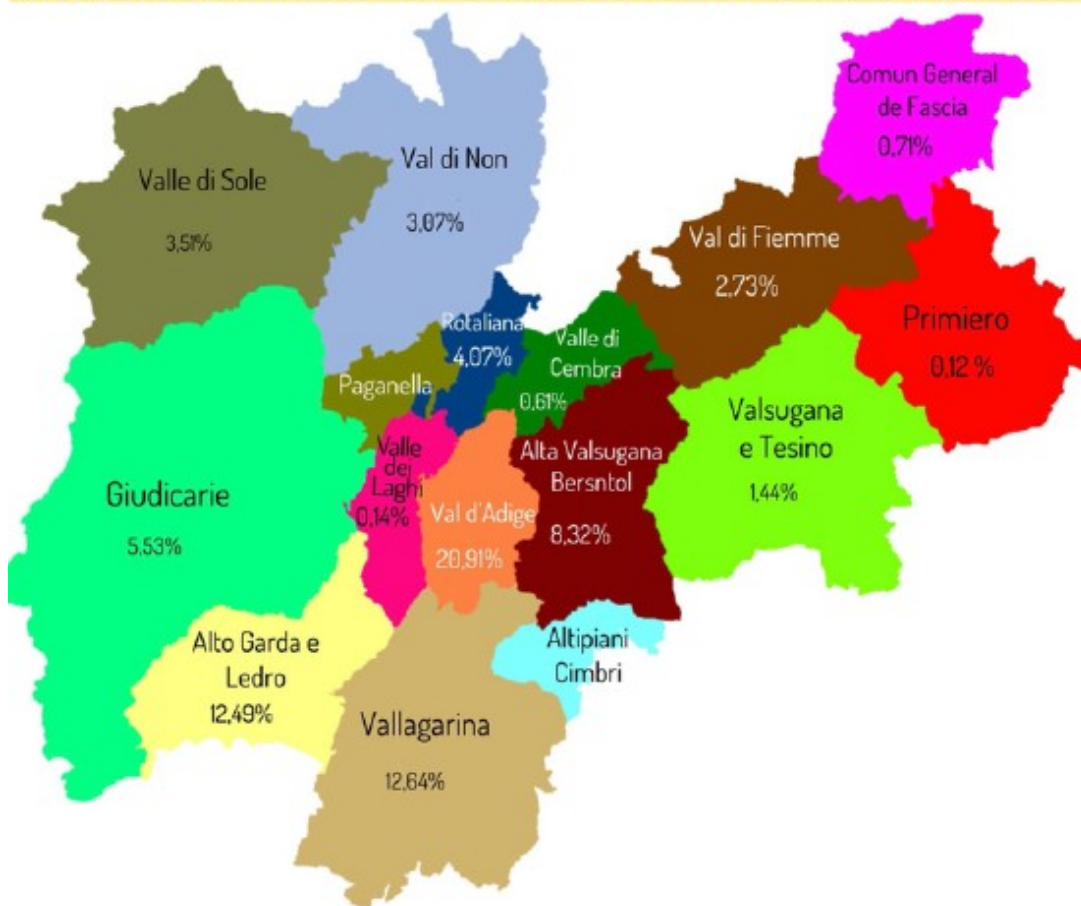 Comun General
de Fascia
0,71%
Val di Non
3,07%
Valle di Sole
3,51%
Val di Fiemme
2,73%
Primiero
0,12 %
Rotaliana
4,07%
Valle di
Cembra
0,61%
Paganella
Valsugana
e Tesino
1,44%
Giudicarie
5,53%
Valle
dei
Laghi
0,14%
Val d'Adige
20,91%
Alta Valsugana
Bersntol
8,32%
Alto Garda e
Ledro
12,49%
Altipiani
Cimbri
Vallagarina
12,64%